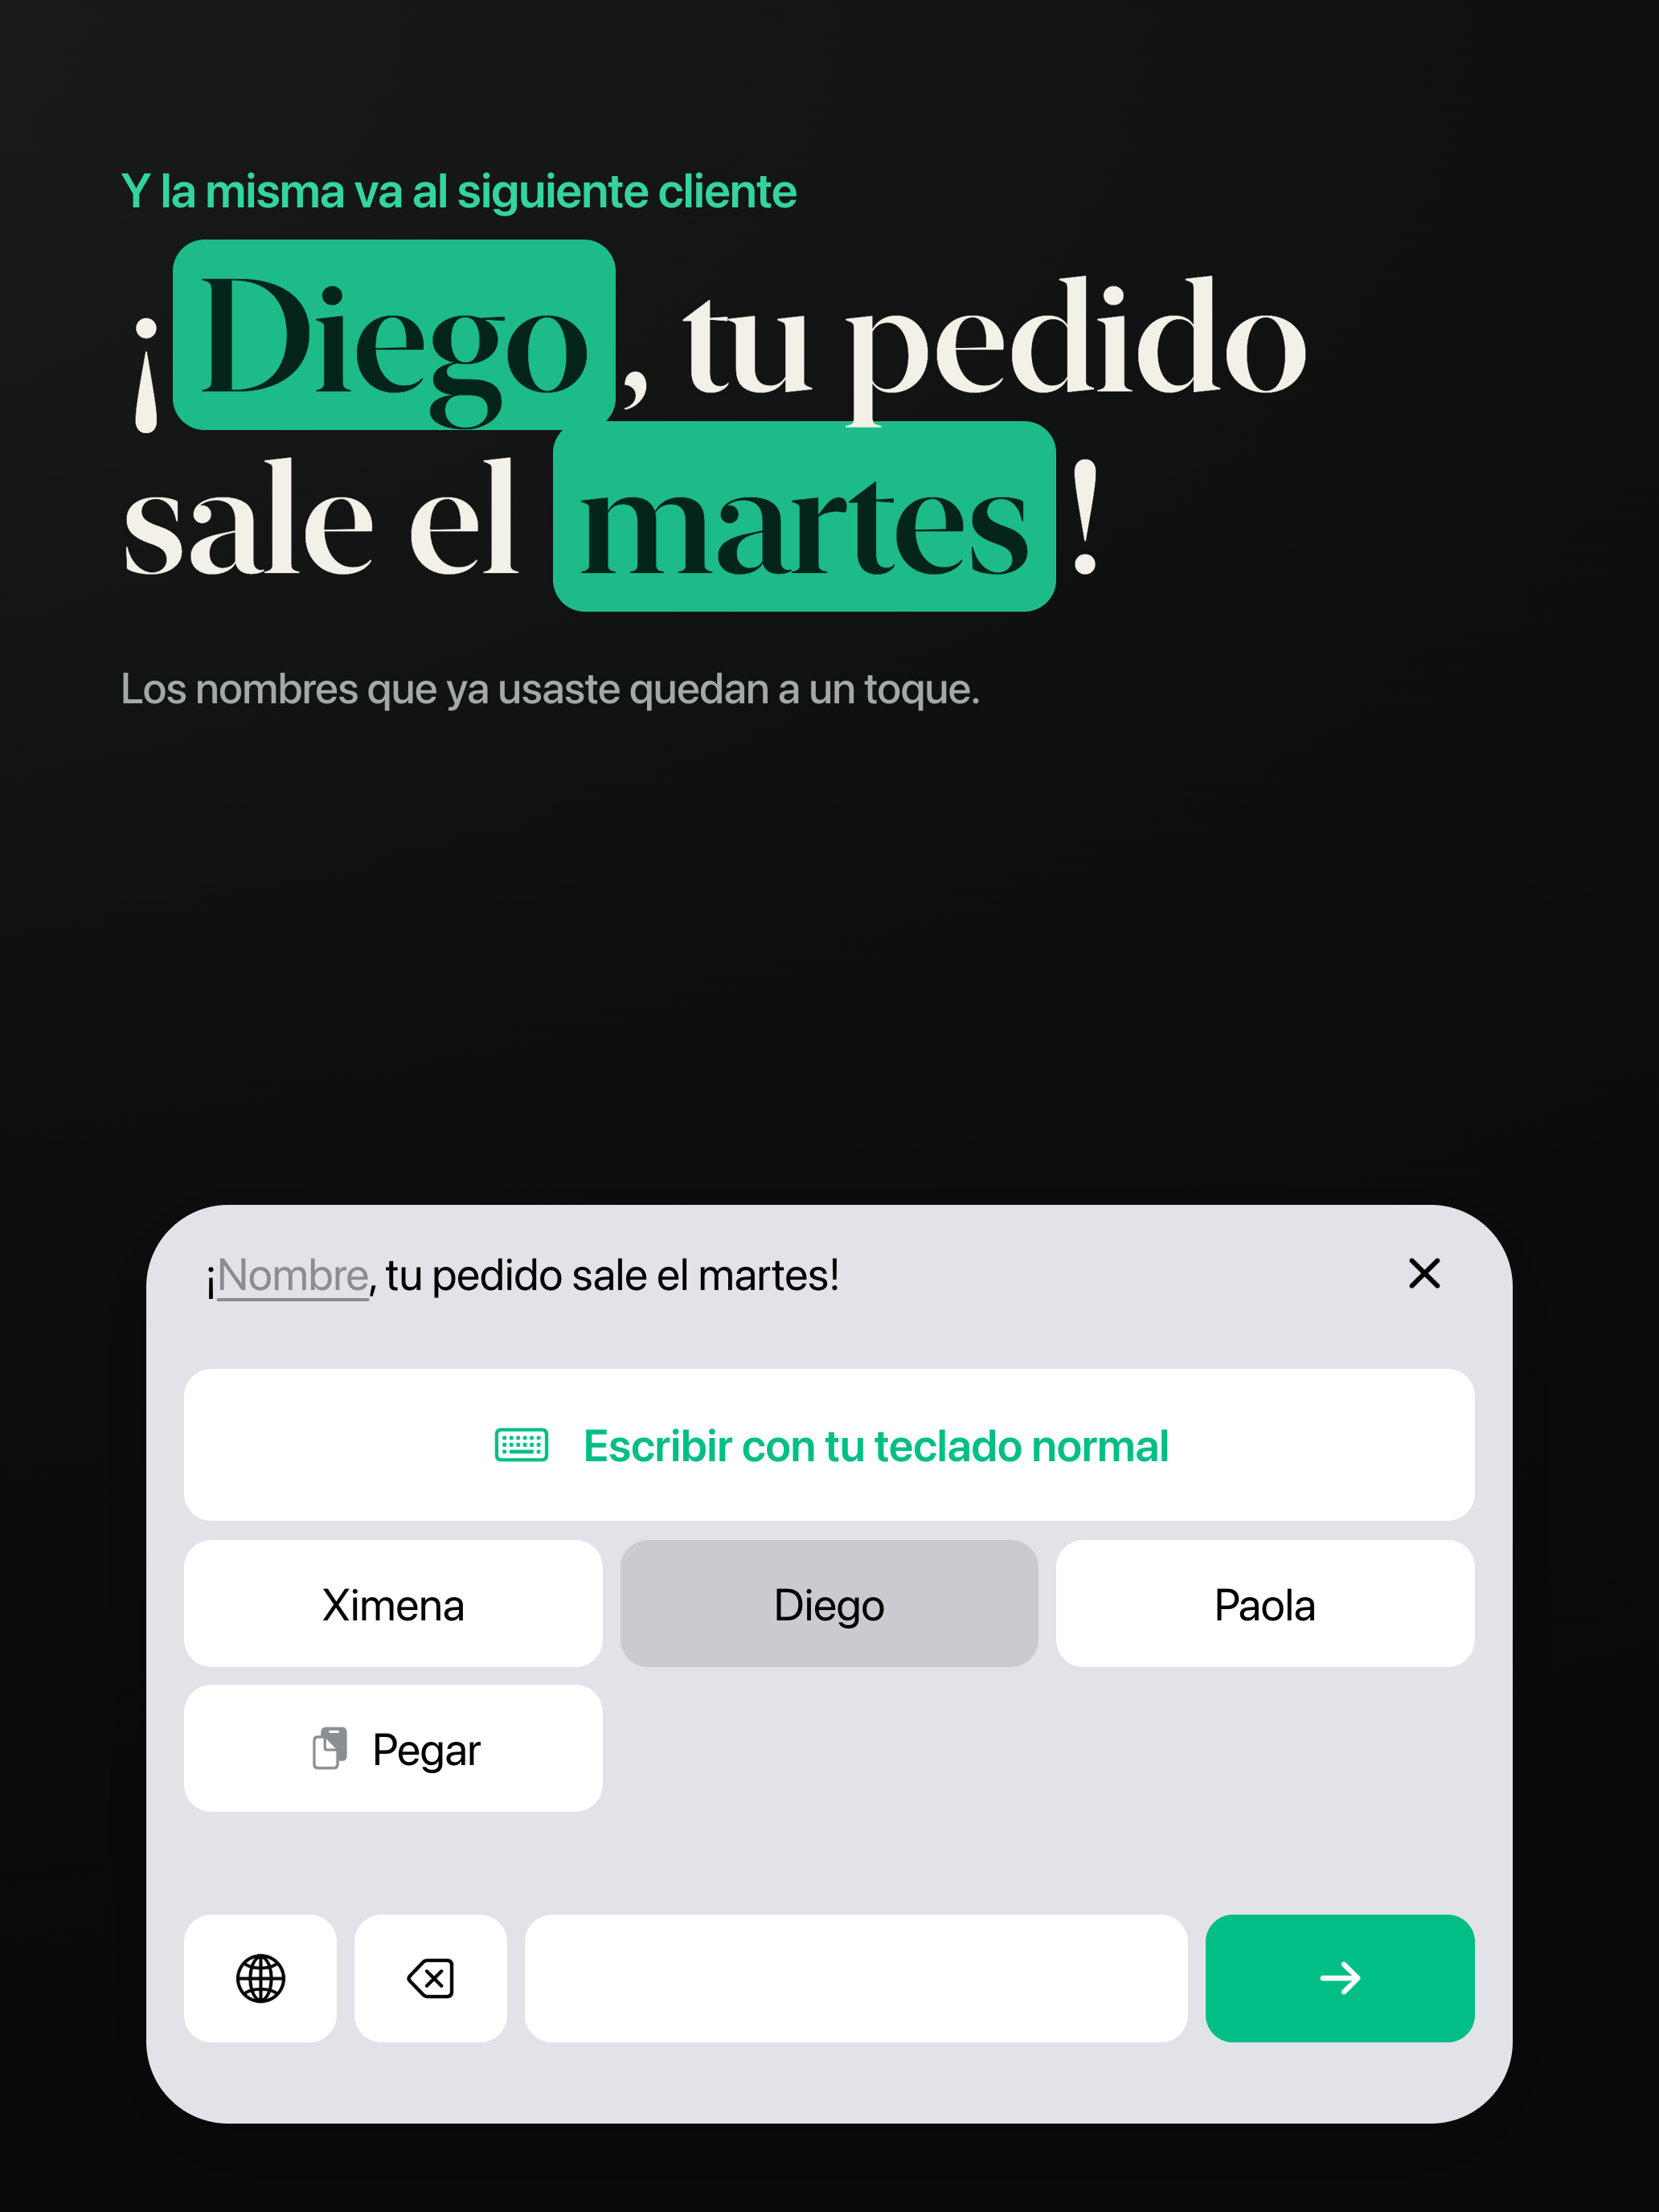 Y la misma va al siguiente cliente
¡Diego, tu pedido
sale el martes!
Los nombres que ya usaste quedan a un toque.
¡Nombre, tu pedido sale el martes!
Escribir con tu teclado normal
Ximena
Diego
Paola
Pegar